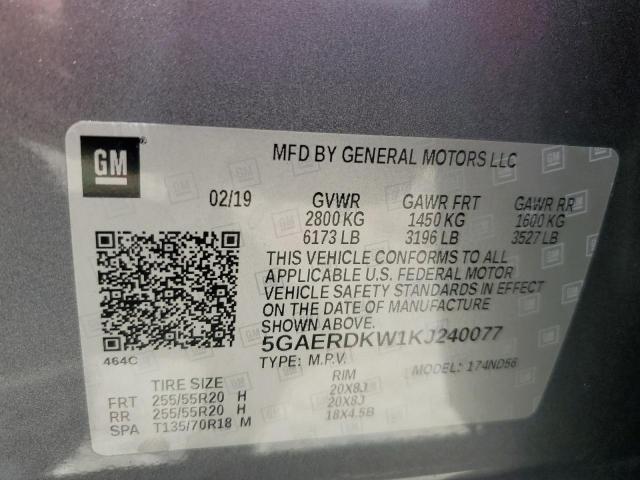 GM
MFD BY GENERAL MOTORS LLC
02/19 GVWR GAWR FRT GAWR RR
2800 KG 1450 KG 1600 KG
6173 LB 3196 LB 3527 LB
THIS VEHICLE CONFORMS TO ALL
APPLICABLE U.S. FEDERAL MOTOR
VEHICLE SAFETY STANDARDS IN EFFECT
ON THE DATE OF MANUFACTURE
SHOWN ABOVE.
464C
5GAERDKW1KJ240077
TYPE: M.P.V. MODEL: 174ND56
TIRE SIZE RIM
FRT 255/55R20 H 20X8J
RR 255/55R20 H 20X8J
SPA T135/70R18 M 18X4.5B